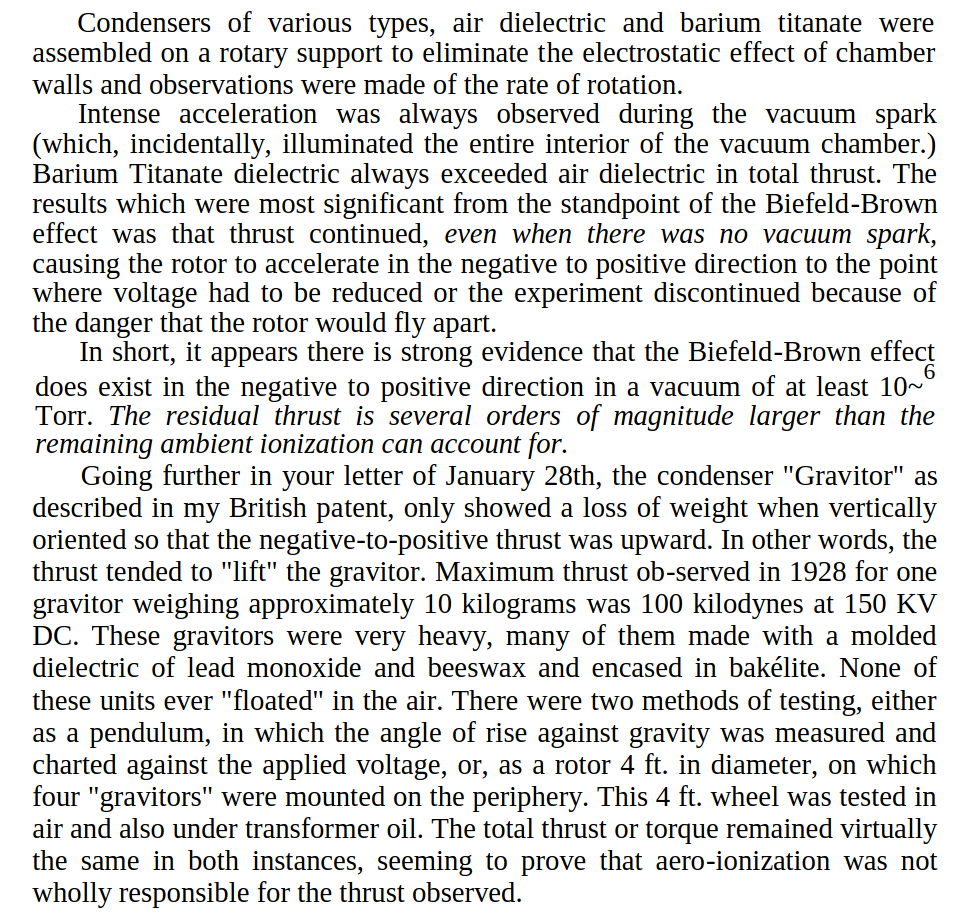 Condensers of various types, air dielectric and barium titanate were
assembled on a rotary support to eliminate the electrostatic effect of chamber
walls and observations were made of the rate of rotation.
Intense acceleration was always observed during the vacuum spark
(which, incidentally, illuminated the entire interior of the vacuum chamber.)
Barium Titanate dielectric always exceeded air dielectric in total thrust. The
results which were most significant from the standpoint of the Biefeld-Brown
effect was that thrust continued, even when there was no vacuum spark,
causing the rotor to accelerate in the negative to positive direction to the point
where voltage had to be reduced or the experiment discontinued because of
the danger that the rotor would fly apart.
In short, it appears there is strong evidence that the Biefeld-Brown effect
does exist in the negative to positive direction in a vacuum of at least 10~⁶
Torr. The residual thrust is several orders of magnitude larger than the
remaining ambient ionization can account for.
Going further in your letter of January 28th, the condenser "Gravitor" as
described in my British patent, only showed a loss of weight when vertically
oriented so that the negative-to-positive thrust was upward. In other words, the
thrust tended to "lift" the gravitor. Maximum thrust ob-served in 1928 for one
gravitor weighing approximately 10 kilograms was 100 kilodynes at 150 KV
DC. These gravitors were very heavy, many of them made with a molded
dielectric of lead monoxide and beeswax and encased in bakélite. None of
these units ever "floated" in the air. There were two methods of testing, either
as a pendulum, in which the angle of rise against gravity was measured and
charted against the applied voltage, or, as a rotor 4 ft. in diameter, on which
four "gravitors" were mounted on the periphery. This 4 ft. wheel was tested in
air and also under transformer oil. The total thrust or torque remained virtually
the same in both instances, seeming to prove that aero-ionization was not
wholly responsible for the thrust observed.